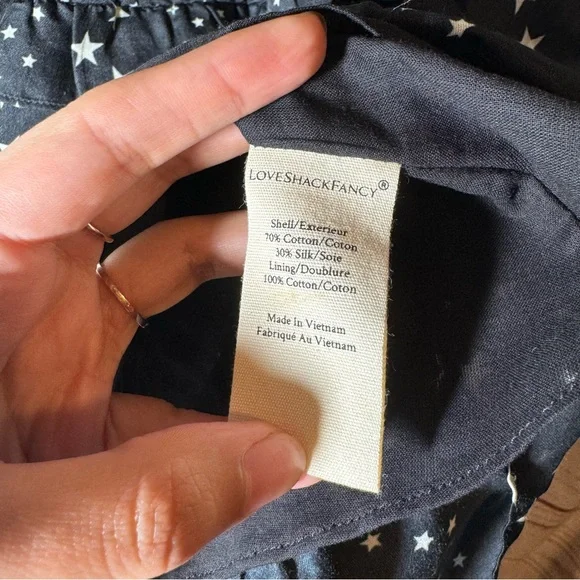 LOVESHACKFANCY®
Shell/Exterieur
70% Cotton/Coton
30% Silk/Soie
Lining/Doublure
100% Cotton/Coton
Made in Vietnam
Fabriqué Au Vietnam